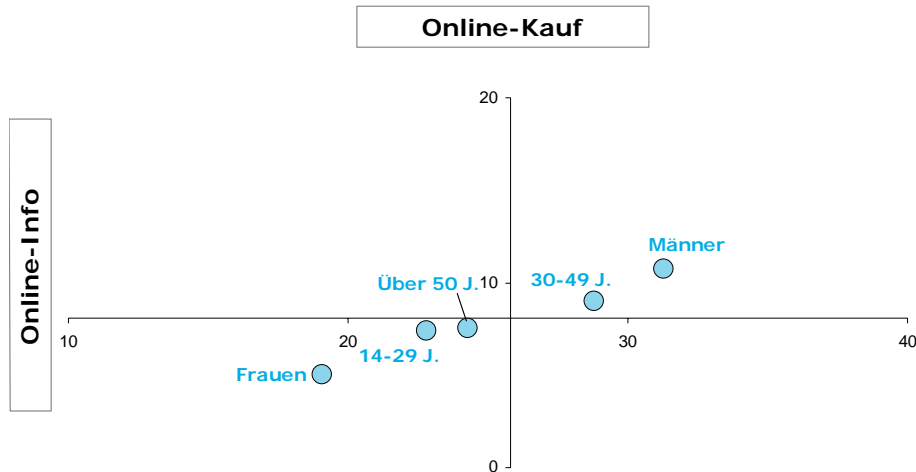 Online-Kauf
20
Online-Info
Männer
Über 50 J.
10
30-49 J.
10
20
30
40
14-29 J.
Frauen
0